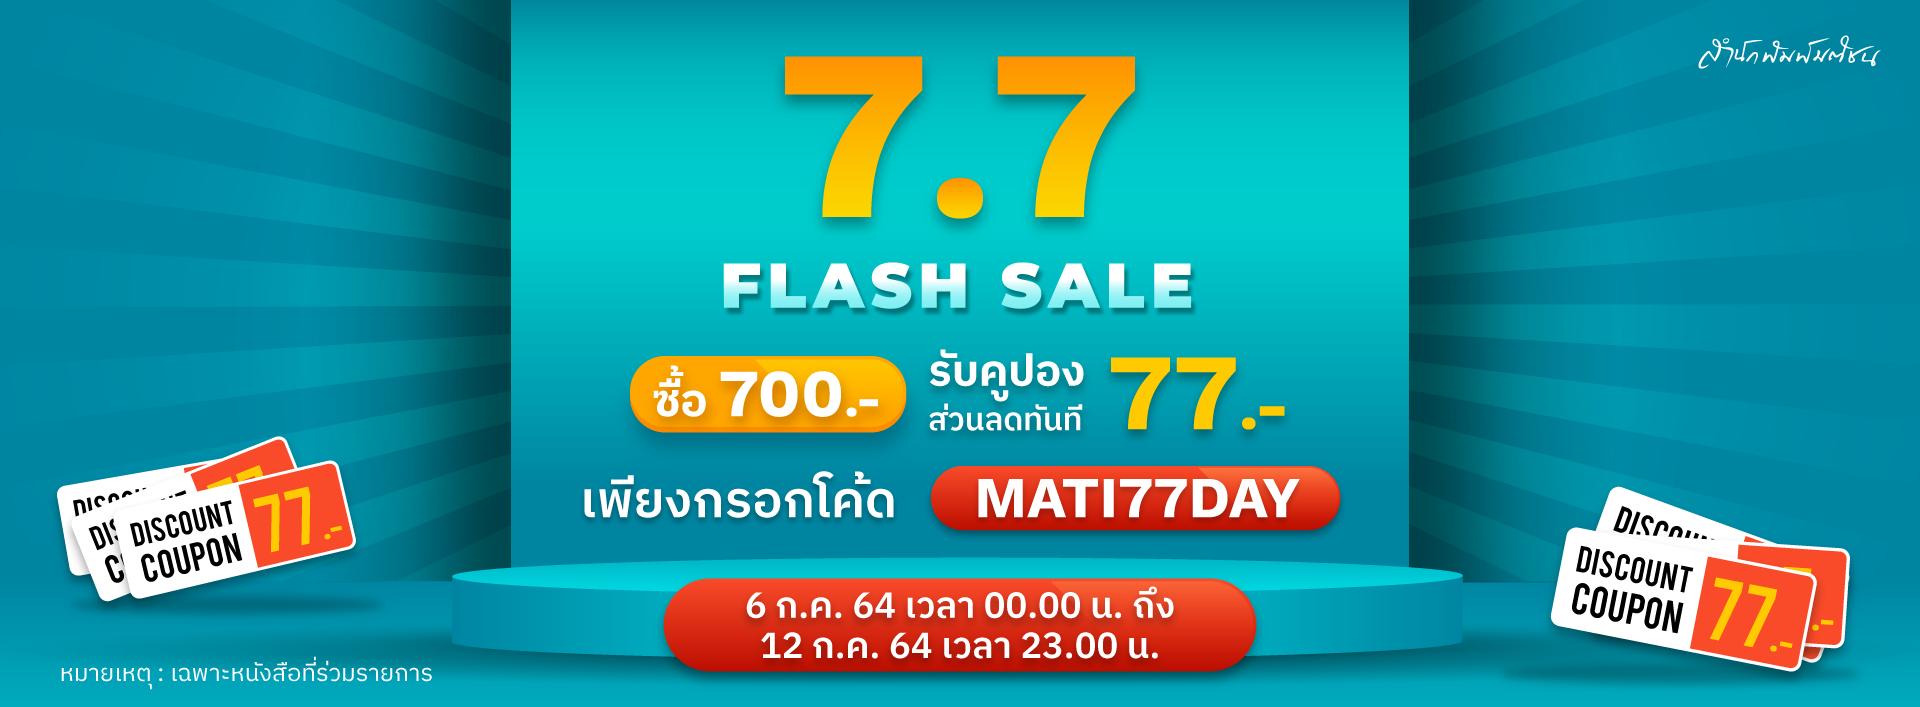 สำนักพิมพ์มติชน
7.7
FLASH SALE
ซื้อ 700.-
รับคูปอง
ส่วนลดทันที
77.-
เพียงกรอกโค้ด MATI77DAY
6 ก.ค. 64 เวลา 00.00 น. ถึง
12 ก.ค. 64 เวลา 23.00 น.
DISCOUNT
COUPON
77.-
DISCOUNT
COUPON
77.-
หมายเหตุ : เฉพาะหนังสือที่ร่วมรายการ